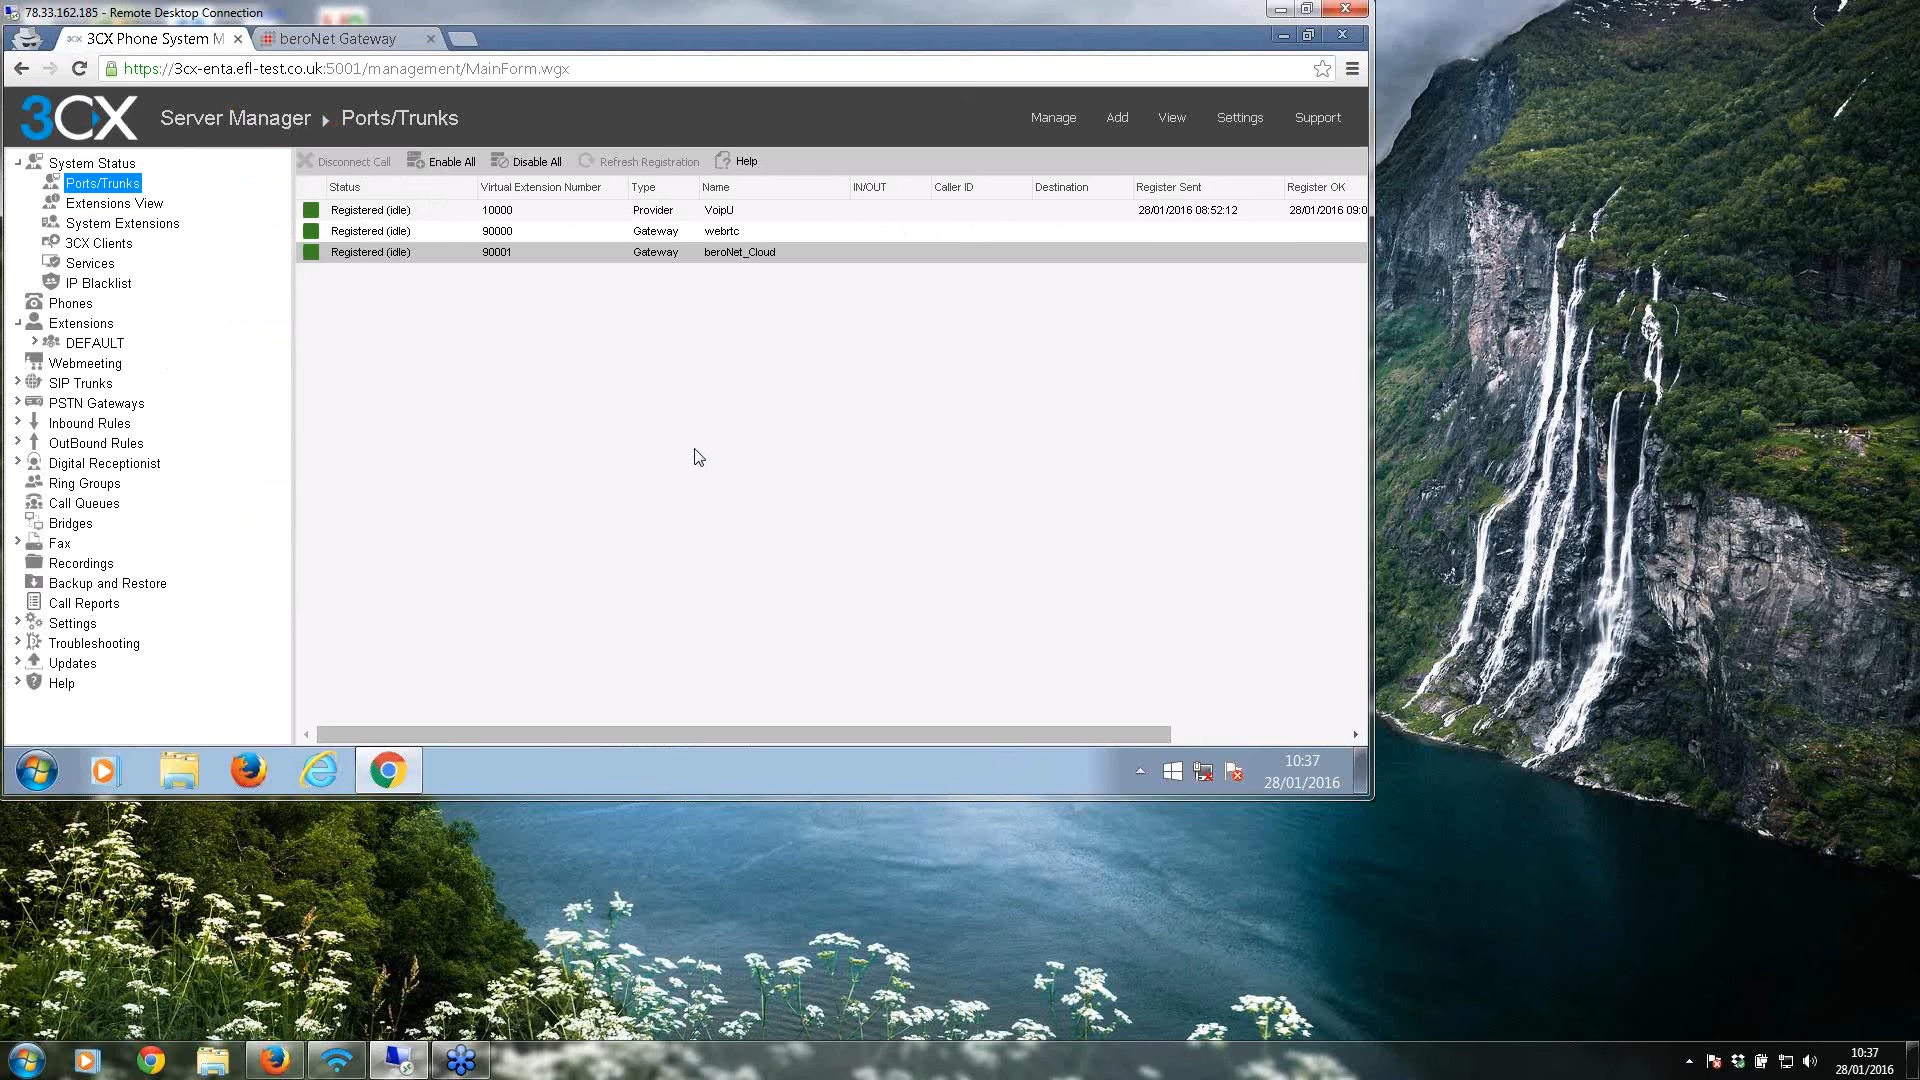 78.33.162.185 - Remote Desktop Connection
3CX Phone System M
beroNet Gateway
https://3cx-enta.efl-test.co.uk:5001/management/MainForm.wgx
3CX
Server Manager
Ports/Trunks
Manage
Add
View
Settings
Support
System Status
Ports/Trunks
Extensions View
System Extensions
3CX Clients
Services
IP Blacklist
Phones
Extensions
DEFAULT
Webmeeting
SIP Trunks
PSTN Gateways
Inbound Rules
OutBound Rules
Digital Receptionist
Ring Groups
Call Queues
Bridges
Fax
Recordings
Backup and Restore
Call Reports
Settings
Troubleshooting
Updates
Help
Disconnect Call Enable All Disable All Refresh Registration Help
Status Virtual Extension Number Type Name IN/OUT Caller ID Destination Register Sent Register OK
Registered (idle) 10000 Provider VoipU 28/01/2016 08:52:12 28/01/2016 09:0
Registered (idle) 90000 Gateway webrtc
Registered (idle) 90001 Gateway beroNet_Cloud
10:37
28/01/2016
10:37
28/01/2016